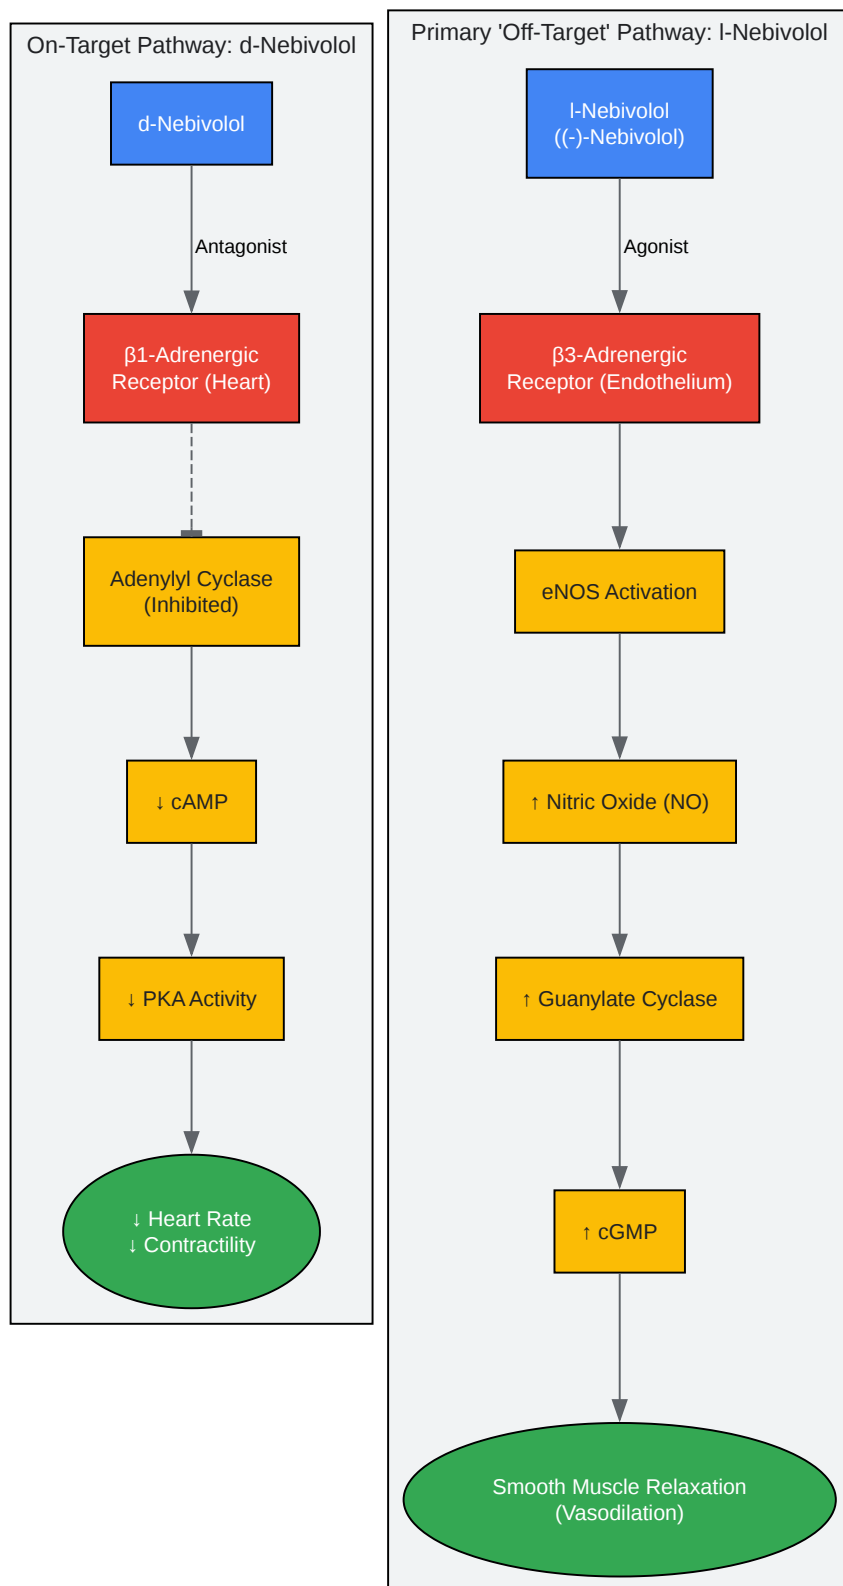 On-Target Pathway: d-Nebivolol
d-Nebivolol
Antagonist
β1-Adrenergic
Receptor (Heart)
Adenylyl Cyclase
(Inhibited)
↓ cAMP
↓ PKA Activity
↓ Heart Rate
↓ Contractility
Primary 'Off-Target' Pathway: l-Nebivolol
l-Nebivolol
((-)-Nebivolol)
Agonist
β3-Adrenergic
Receptor (Endothelium)
eNOS Activation
↑ Nitric Oxide (NO)
↑ Guanylate Cyclase
↑ cGMP
Smooth Muscle Relaxation
(Vasodilation)